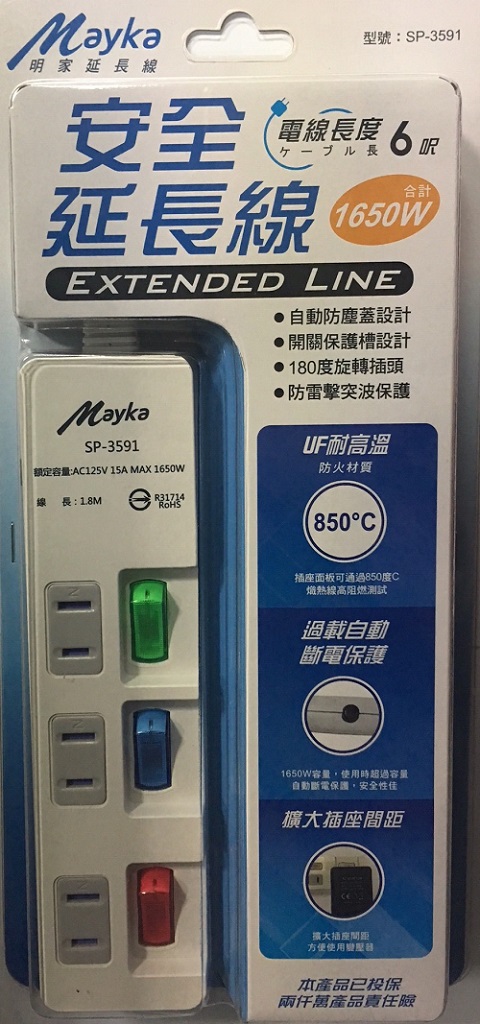 Mayka
明家延長線
型號：SP-3591
安全
延長線
電線長度
ケーブル長
6呎
合計
1650W
EXTENDED LINE
●自動防塵蓋設計
●開關保護槽設計
●180度旋轉插頭
●防雷擊突波保護
Mayka
SP-3591
額定容量:AC125V 15A MAX 1650W
線 長：1.8M
R31714
RoHS
UF耐高溫
防火材質
850°C
插座面板可通過850度C
熾熱線高阻燃測試
過載自動
斷電保護
1650W容量，使用時超過容量
自動斷電保護，安全性佳
擴大插座間距
擴大插座間距
方便使用變壓器
本產品已投保
兩仟萬產品責任險